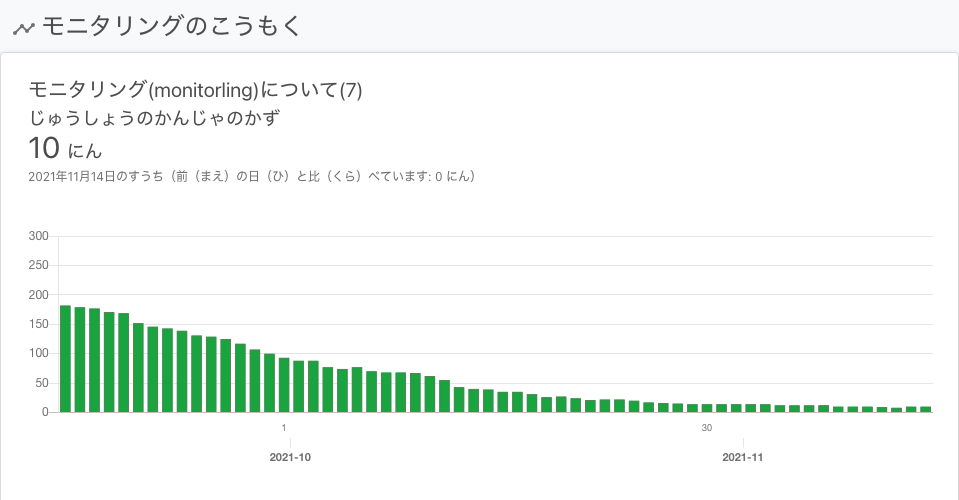 モニタリングのこうもく
モニタリング(monitorling)について(7)
じゅうしょうのかんじゃのかず
10 にん
2021年11月14日のすうち（前（まえ）の日（ひ）と比（くら）べています: 0 にん）
300
250
200
150
100
50
0
1
30
2021-10
2021-11